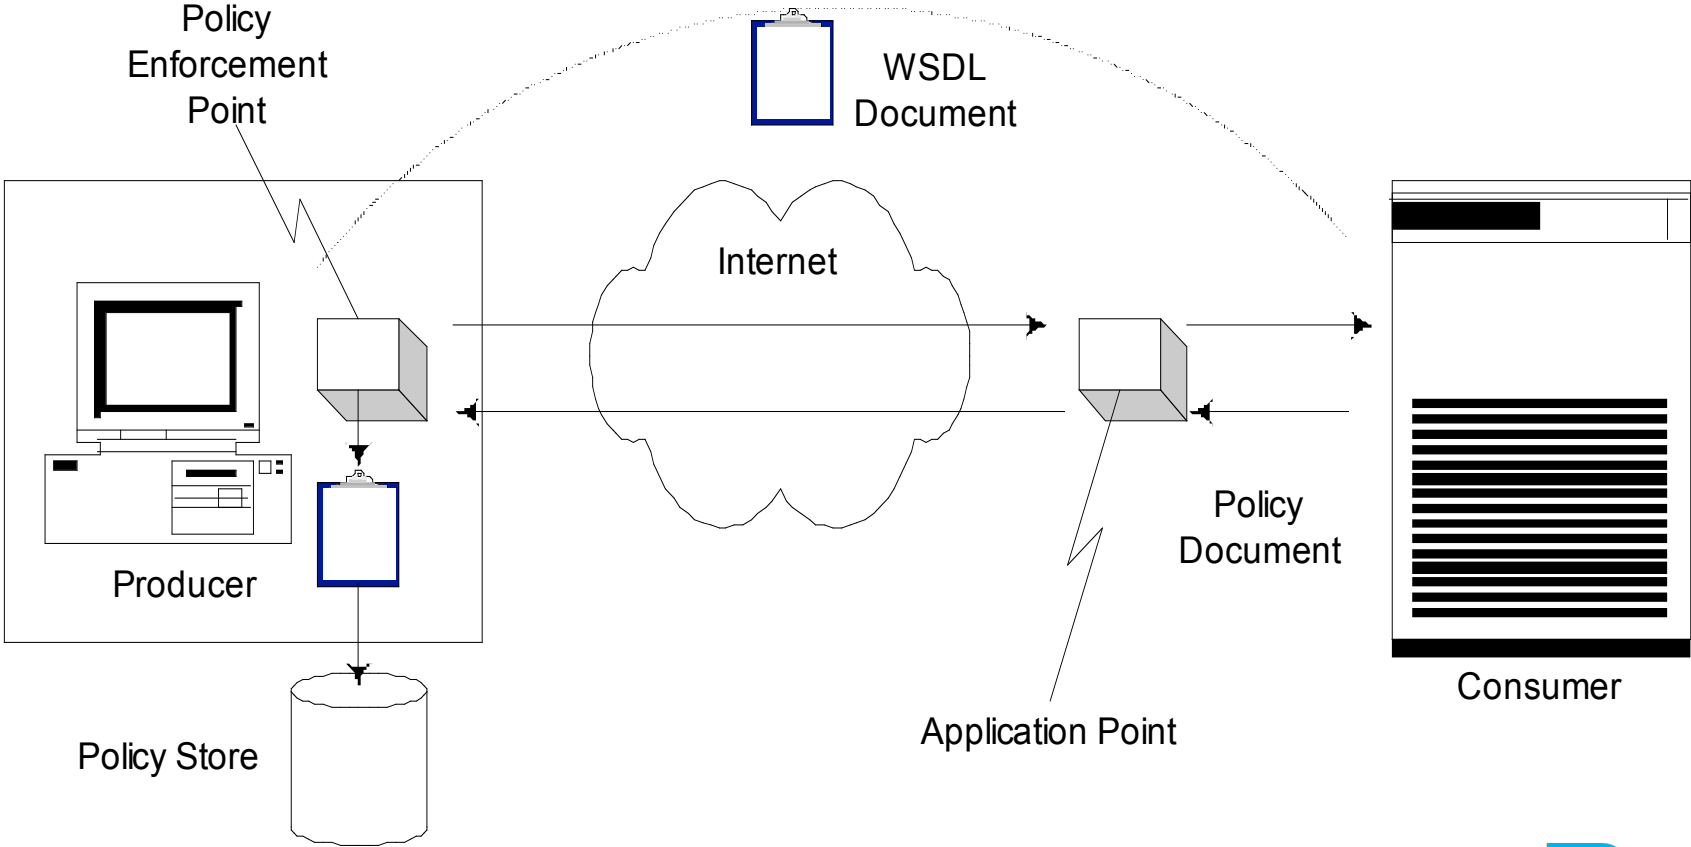 Policy
Enforcement
Point
WSDL
Document
Internet
Policy
Document
Producer
Consumer
Application Point
Policy Store